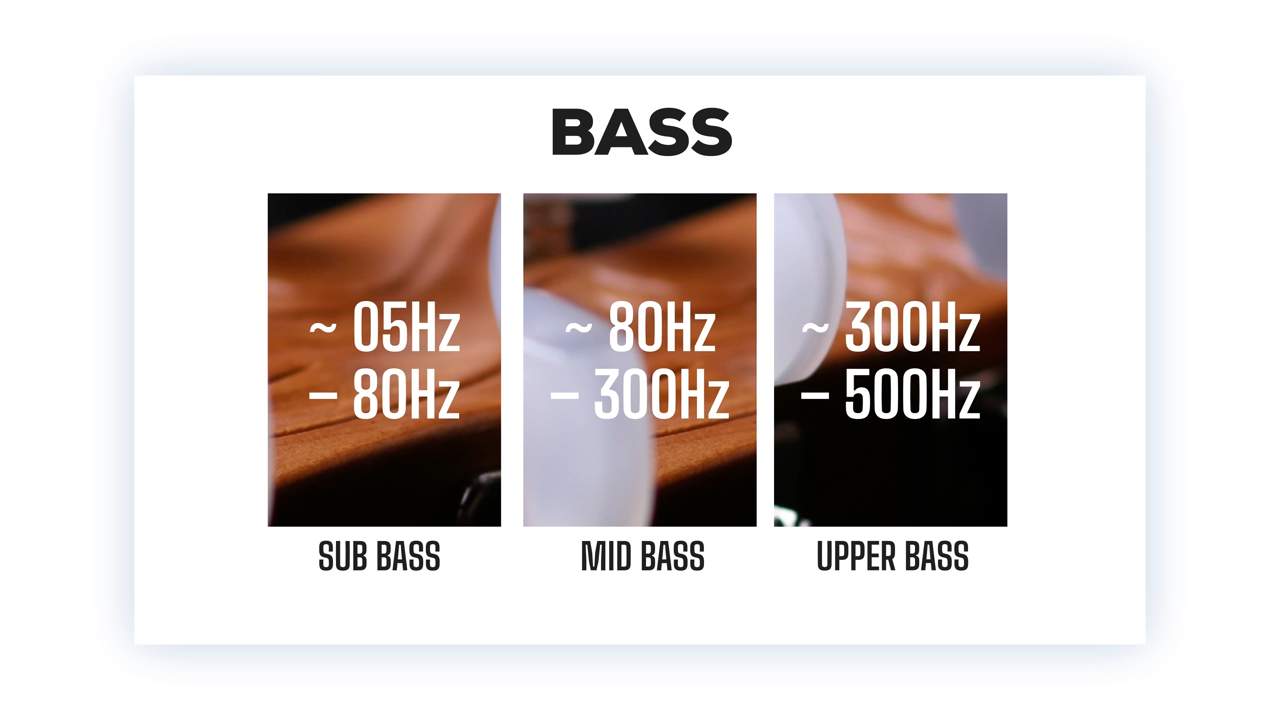 BASS
~ 05Hz
– 80Hz
~ 80Hz
– 300Hz
~ 300Hz
– 500Hz
SUB BASS
MID BASS
UPPER BASS